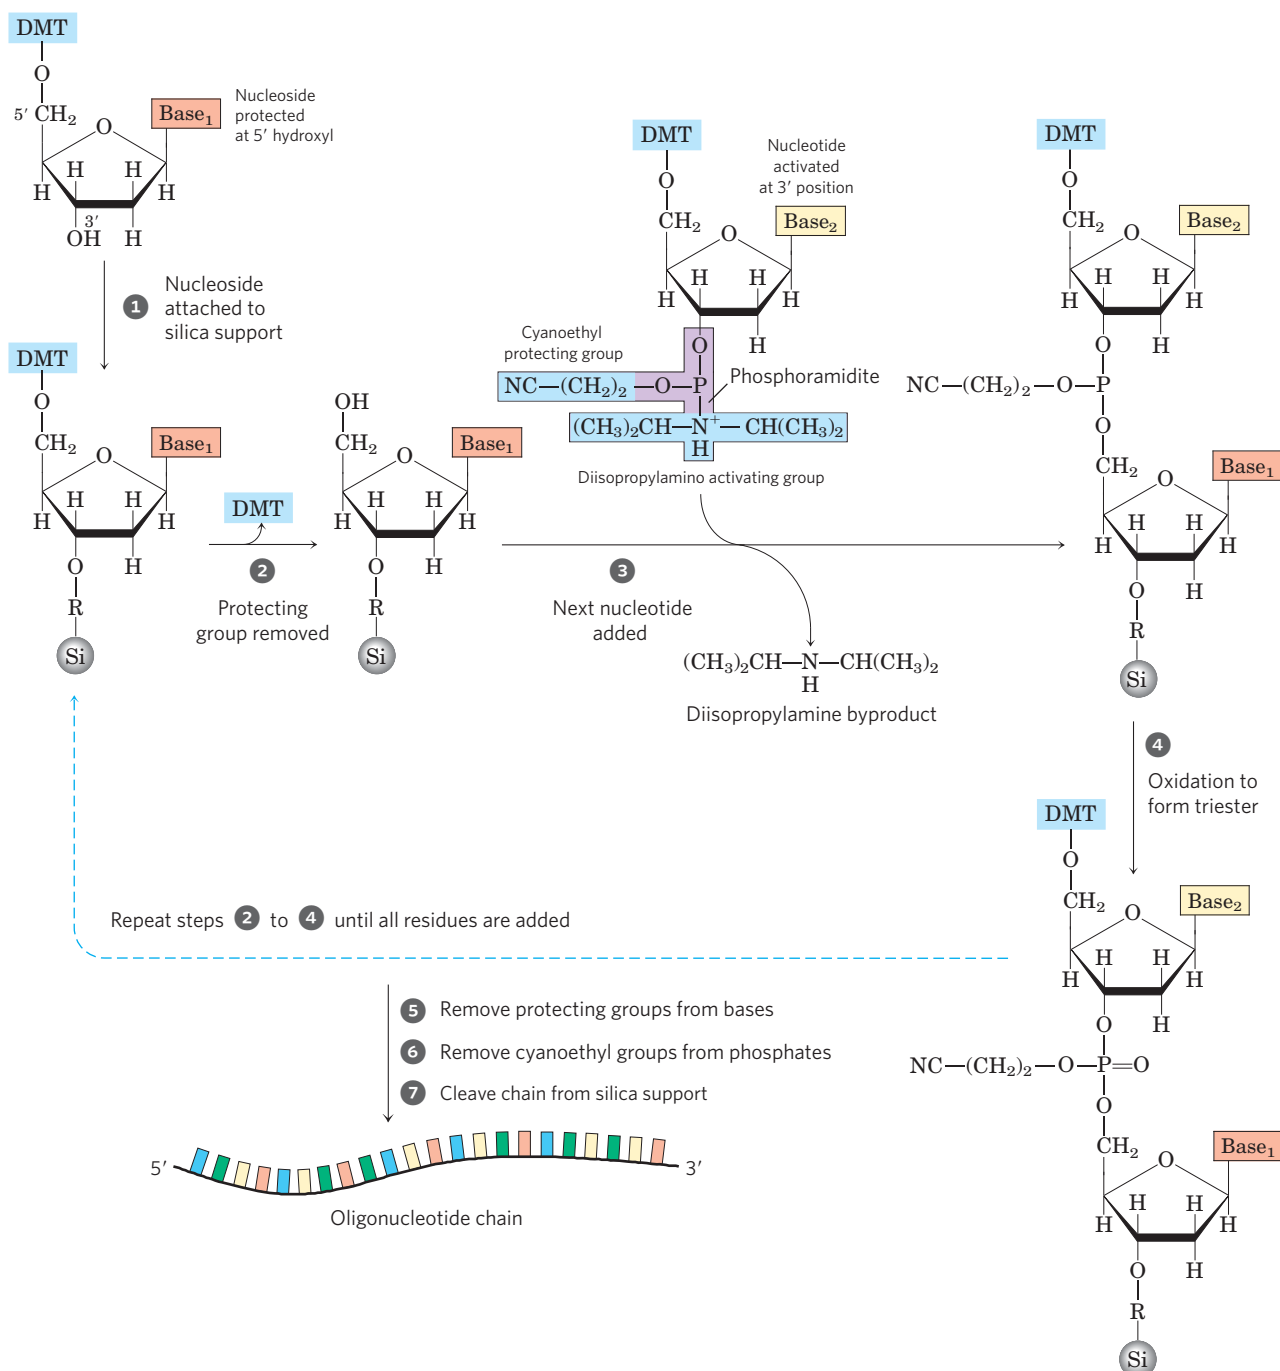 DMT
O
5′ CH₂
O
Base₁
Nucleoside
protected
at 5′ hydroxyl
H H
H H
3′
OH H
1 Nucleoside
attached to
silica support
DMT
O
CH₂
O
Base₁
H H
H H
O H
R
Si
DMT
2
Protecting
group removed
OH
CH₂
O
Base₁
H H
H H
O H
R
Si
DMT
O
CH₂
O
Base₂
Nucleotide
activated
at 3′ position
H H
H H
H
O
Cyanoethyl
protecting group
NC—(CH₂)₂—O—P
Phosphoramidite
(CH₃)₂CH—N⁺—CH(CH₃)₂
H
Diisopropylamino activating group
3
Next nucleotide
added
(CH₃)₂CH—N—CH(CH₃)₂
H
Diisopropylamine byproduct
DMT
O
CH₂
O
Base₂
H H
H H
O H
NC—(CH₂)₂—O—P
O
CH₂
O
Base₁
H H
H H
O H
R
Si
4
Oxidation to
form triester
DMT
O
CH₂
O
Base₂
H H
H H
O H
NC—(CH₂)₂—O—P=O
O
CH₂
O
Base₁
H H
H H
O H
R
Si
Repeat steps 2 to 4 until all residues are added
5 Remove protecting groups from bases
6 Remove cyanoethyl groups from phosphates
7 Cleave chain from silica support
5′ 3′
Oligonucleotide chain